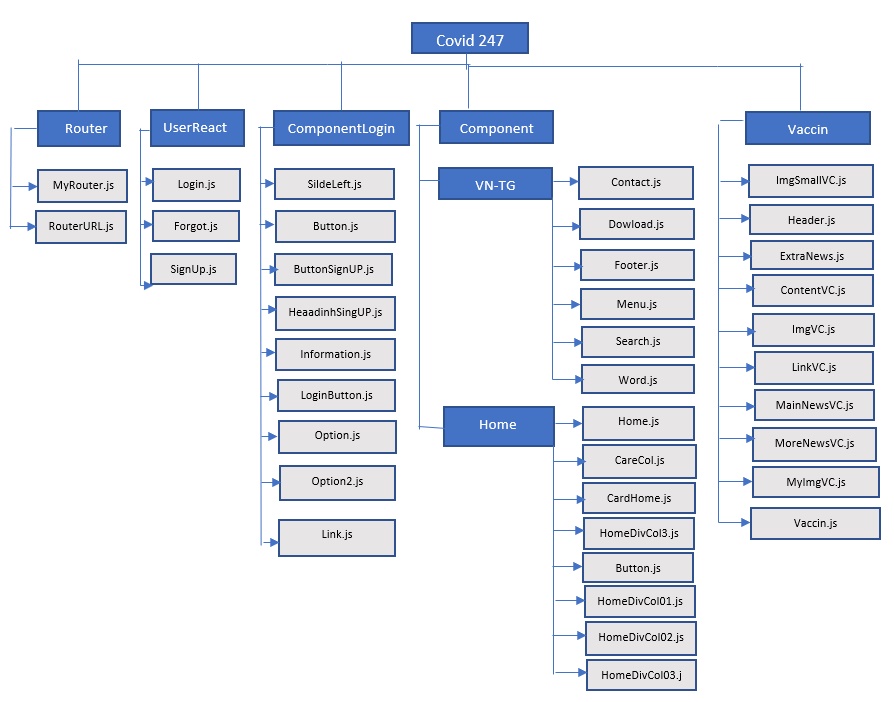 Covid 247
Router
MyRouter.js
RouterURL.js
UserReact
Login.js
Forgot.js
SignUp.js
ComponentLogin
SildeLeft.js
Button.js
ButtonSignUP.js
HeaadinhSingUP.js
Information.js
LoginButton.js
Option.js
Option2.js
Link.js
Component
VN-TG
Contact.js
Dowload.js
Footer.js
Menu.js
Search.js
Word.js
Home
Home.js
CareCol.js
CardHome.js
HomeDivCol3.js
Button.js
HomeDivCol01.js
HomeDivCol02.js
HomeDivCol03.j
Vaccin
ImgSmallVC.js
Header.js
ExtraNews.js
ContentVC.js
ImgVC.js
LinkVC.js
MainNewsVC.js
MoreNewsVC.js
MyImgVC.js
Vaccin.js